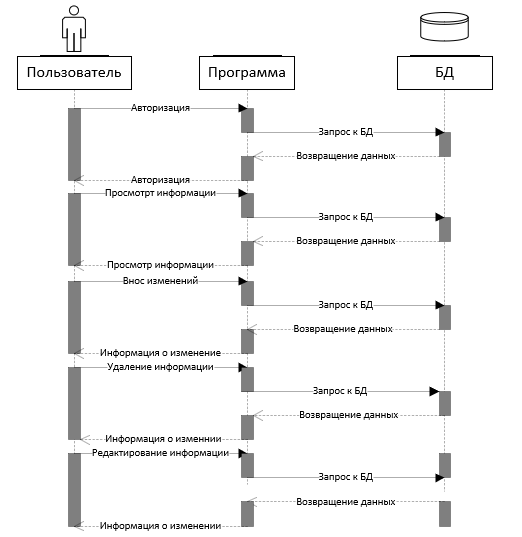 Пользователь
Программа
БД
Авторизация
Запрос к БД
Возвращение данных
Авторизация
Просмотрт информации
Запрос к БД
Возвращение данных
Просмотр информации
Внос изменений
Запрос к БД
Возвращение данных
Информация о изменение
Удаление информации
Запрос к БД
Возвращение данных
Информация о изменнии
Редактирование информации
Запрос к БД
Возвращение данных
Информация о изменении